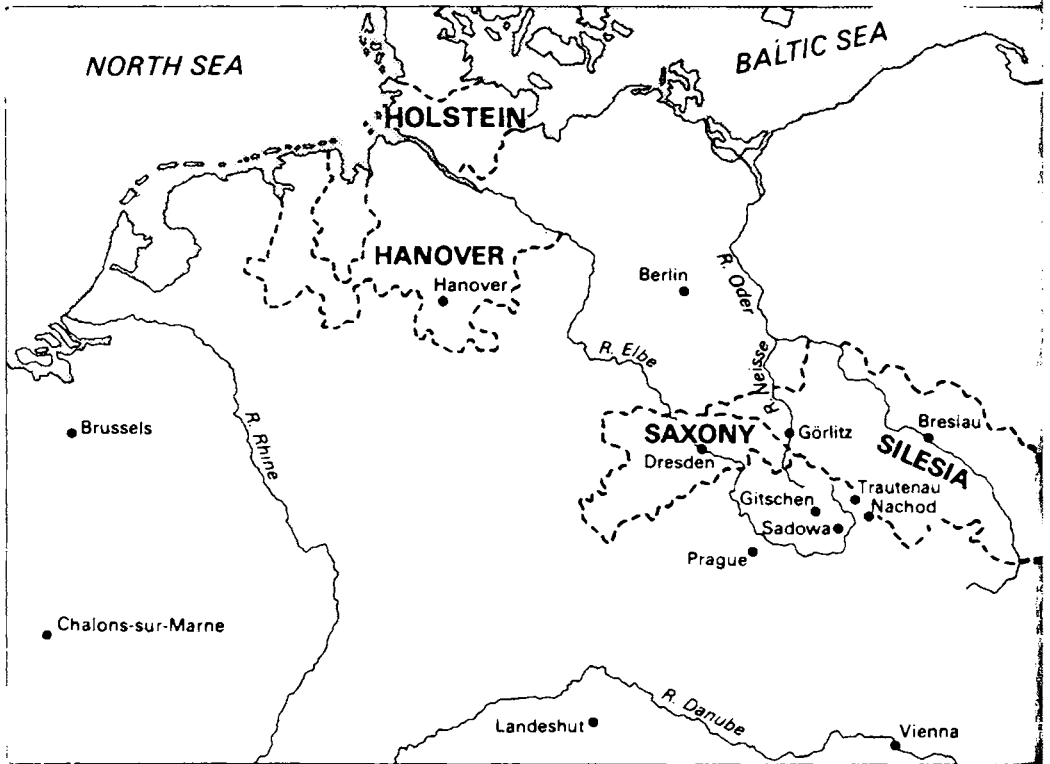 NORTH SEA
BALTIC SEA
HOLSTEIN
HANOVER
Hanover
Berlin
R. Oder
R. Elbe
R. Neisse
R. Rhine
Brussels
SAXONY
Dresden
Görlitz
Breslau
SILESIA
Gitschen
Trautenau
Nachod
Sadowa
Prague
Chalons-sur-Marne
Landeshut
R. Danube
Vienna